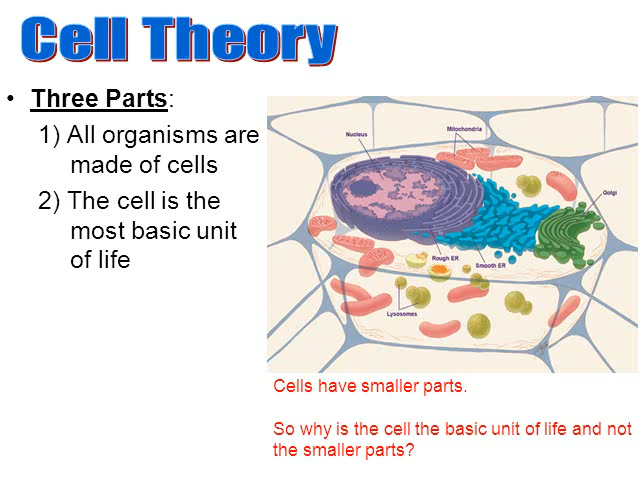 Cell Theory
• Three Parts:
1) All organisms are
made of cells
2) The cell is the
most basic unit
of life
Nucleus
Mitochondria
Golgi
Rough ER
Smooth ER
Lysosomes
Cells have smaller parts.
So why is the cell the basic unit of life and not
the smaller parts?